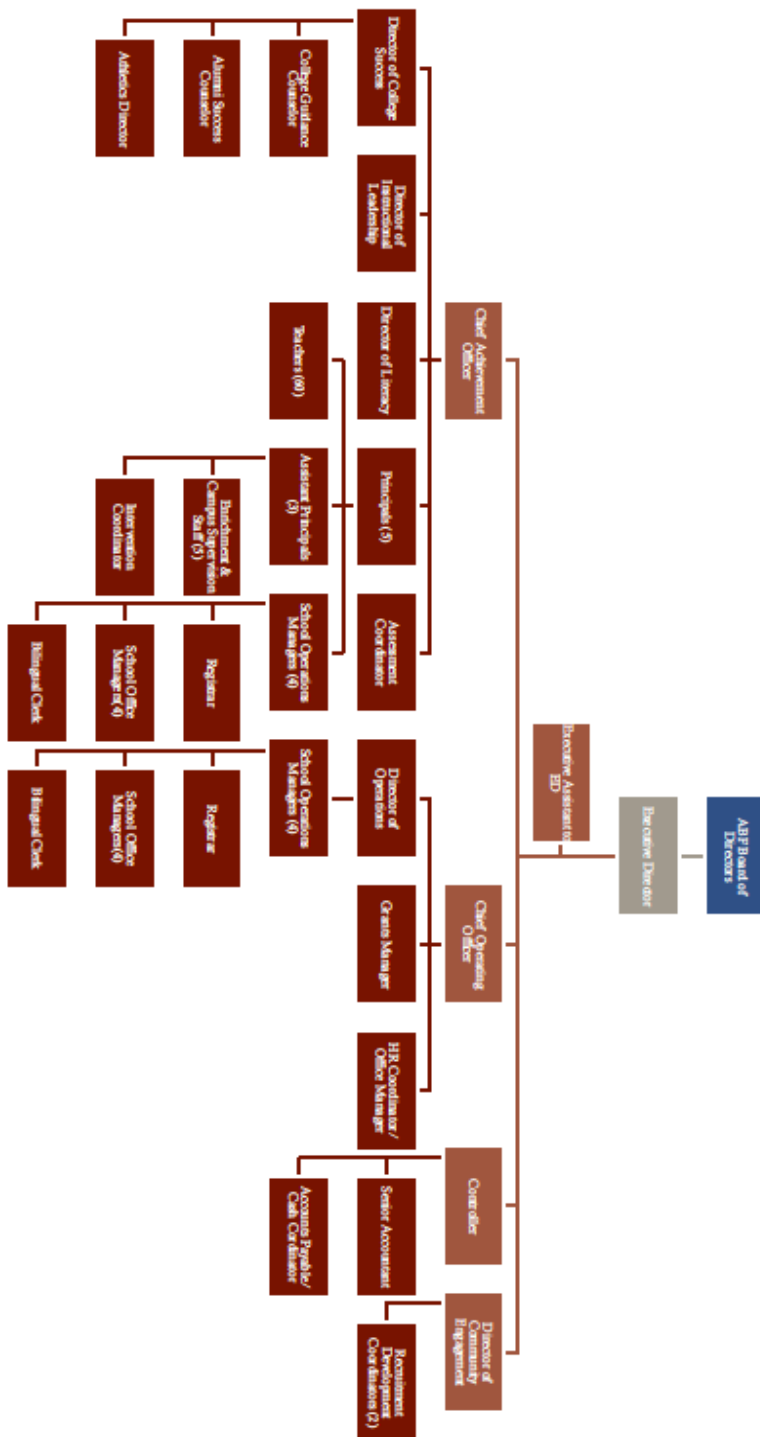 ABF Board of
Directors
Executive Director
Executive Assistant to
ED
Chief Achievement
Officer
Chief Operating
Officer
Controller
Director of
Community
Engagement
Director of College
Success
Director of
Instructional
Leadership
Director of Literacy
Principals (5)
Assessment
Coordinator
Director of
Operations
Grants Manager
HR Coordinator /
Office Manager
Senior Accountant
Recruitment
Development
Coordinators (2)
College Guidance
Counselor
Alumni Success
Counselor
Athletics Director
Teachers (60)
Assistant Principals
(3)
School Operations
Managers (4)
School Operations
Managers (4)
Accounts Payable/
Cash Cordinator
Enrichment &
Campus Supervision
Staff (5)
Intervention
Coordinator
Registrar
School Office
Managers(4)
Bilingual Clerk
Registrar
School Office
Managers(4)
Bilingual Clerk